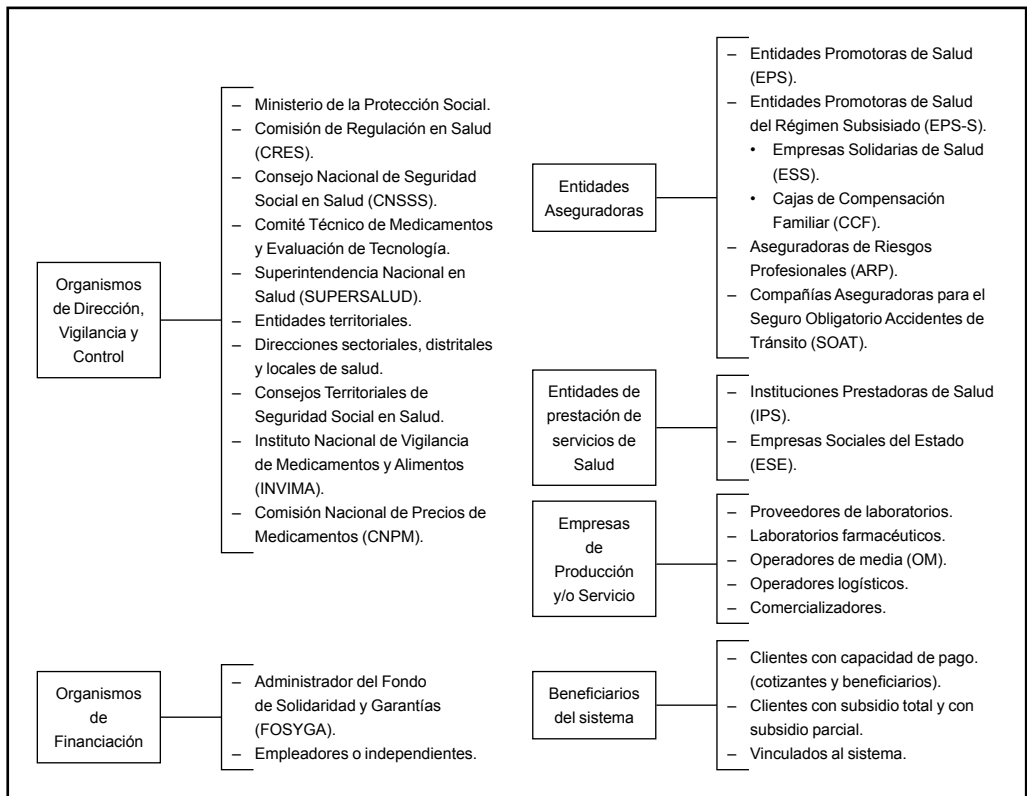 Organismos
de Dirección,
Vigilancia y
Control
– Ministerio de la Protección Social.
– Comisión de Regulación en Salud
(CRES).
– Consejo Nacional de Seguridad
Social en Salud (CNSSS).
– Comité Técnico de Medicamentos
y Evaluación de Tecnología.
– Superintendencia Nacional en
Salud (SUPERSALUD).
– Entidades territoriales.
– Direcciones sectoriales, distritales
y locales de salud.
– Consejos Territoriales de
Seguridad Social en Salud.
– Instituto Nacional de Vigilancia
de Medicamentos y Alimentos
(INVIMA).
– Comisión Nacional de Precios de
Medicamentos (CNPM).
Organismos
de
Financiación
– Administrador del Fondo
de Solidaridad y Garantías
(FOSYGA).
– Empleadores o independientes.
Entidades
Aseguradoras
– Entidades Promotoras de Salud
(EPS).
– Entidades Promotoras de Salud
del Régimen Subsisiado (EPS-S).
• Empresas Solidarias de Salud
(ESS).
• Cajas de Compensación
Familiar (CCF).
– Aseguradoras de Riesgos
Profesionales (ARP).
– Compañías Aseguradoras para el
Seguro Obligatorio Accidentes de
Tránsito (SOAT).
Entidades de
prestación de
servicios de
Salud
– Instituciones Prestadoras de Salud
(IPS).
– Empresas Sociales del Estado
(ESE).
Empresas
de
Producción
y/o Servicio
– Proveedores de laboratorios.
– Laboratorios farmacéuticos.
– Operadores de media (OM).
– Operadores logísticos.
– Comercializadores.
Beneficiarios
del sistema
– Clientes con capacidad de pago.
(cotizantes y beneficiarios).
– Clientes con subsidio total y con
subsidio parcial.
– Vinculados al sistema.